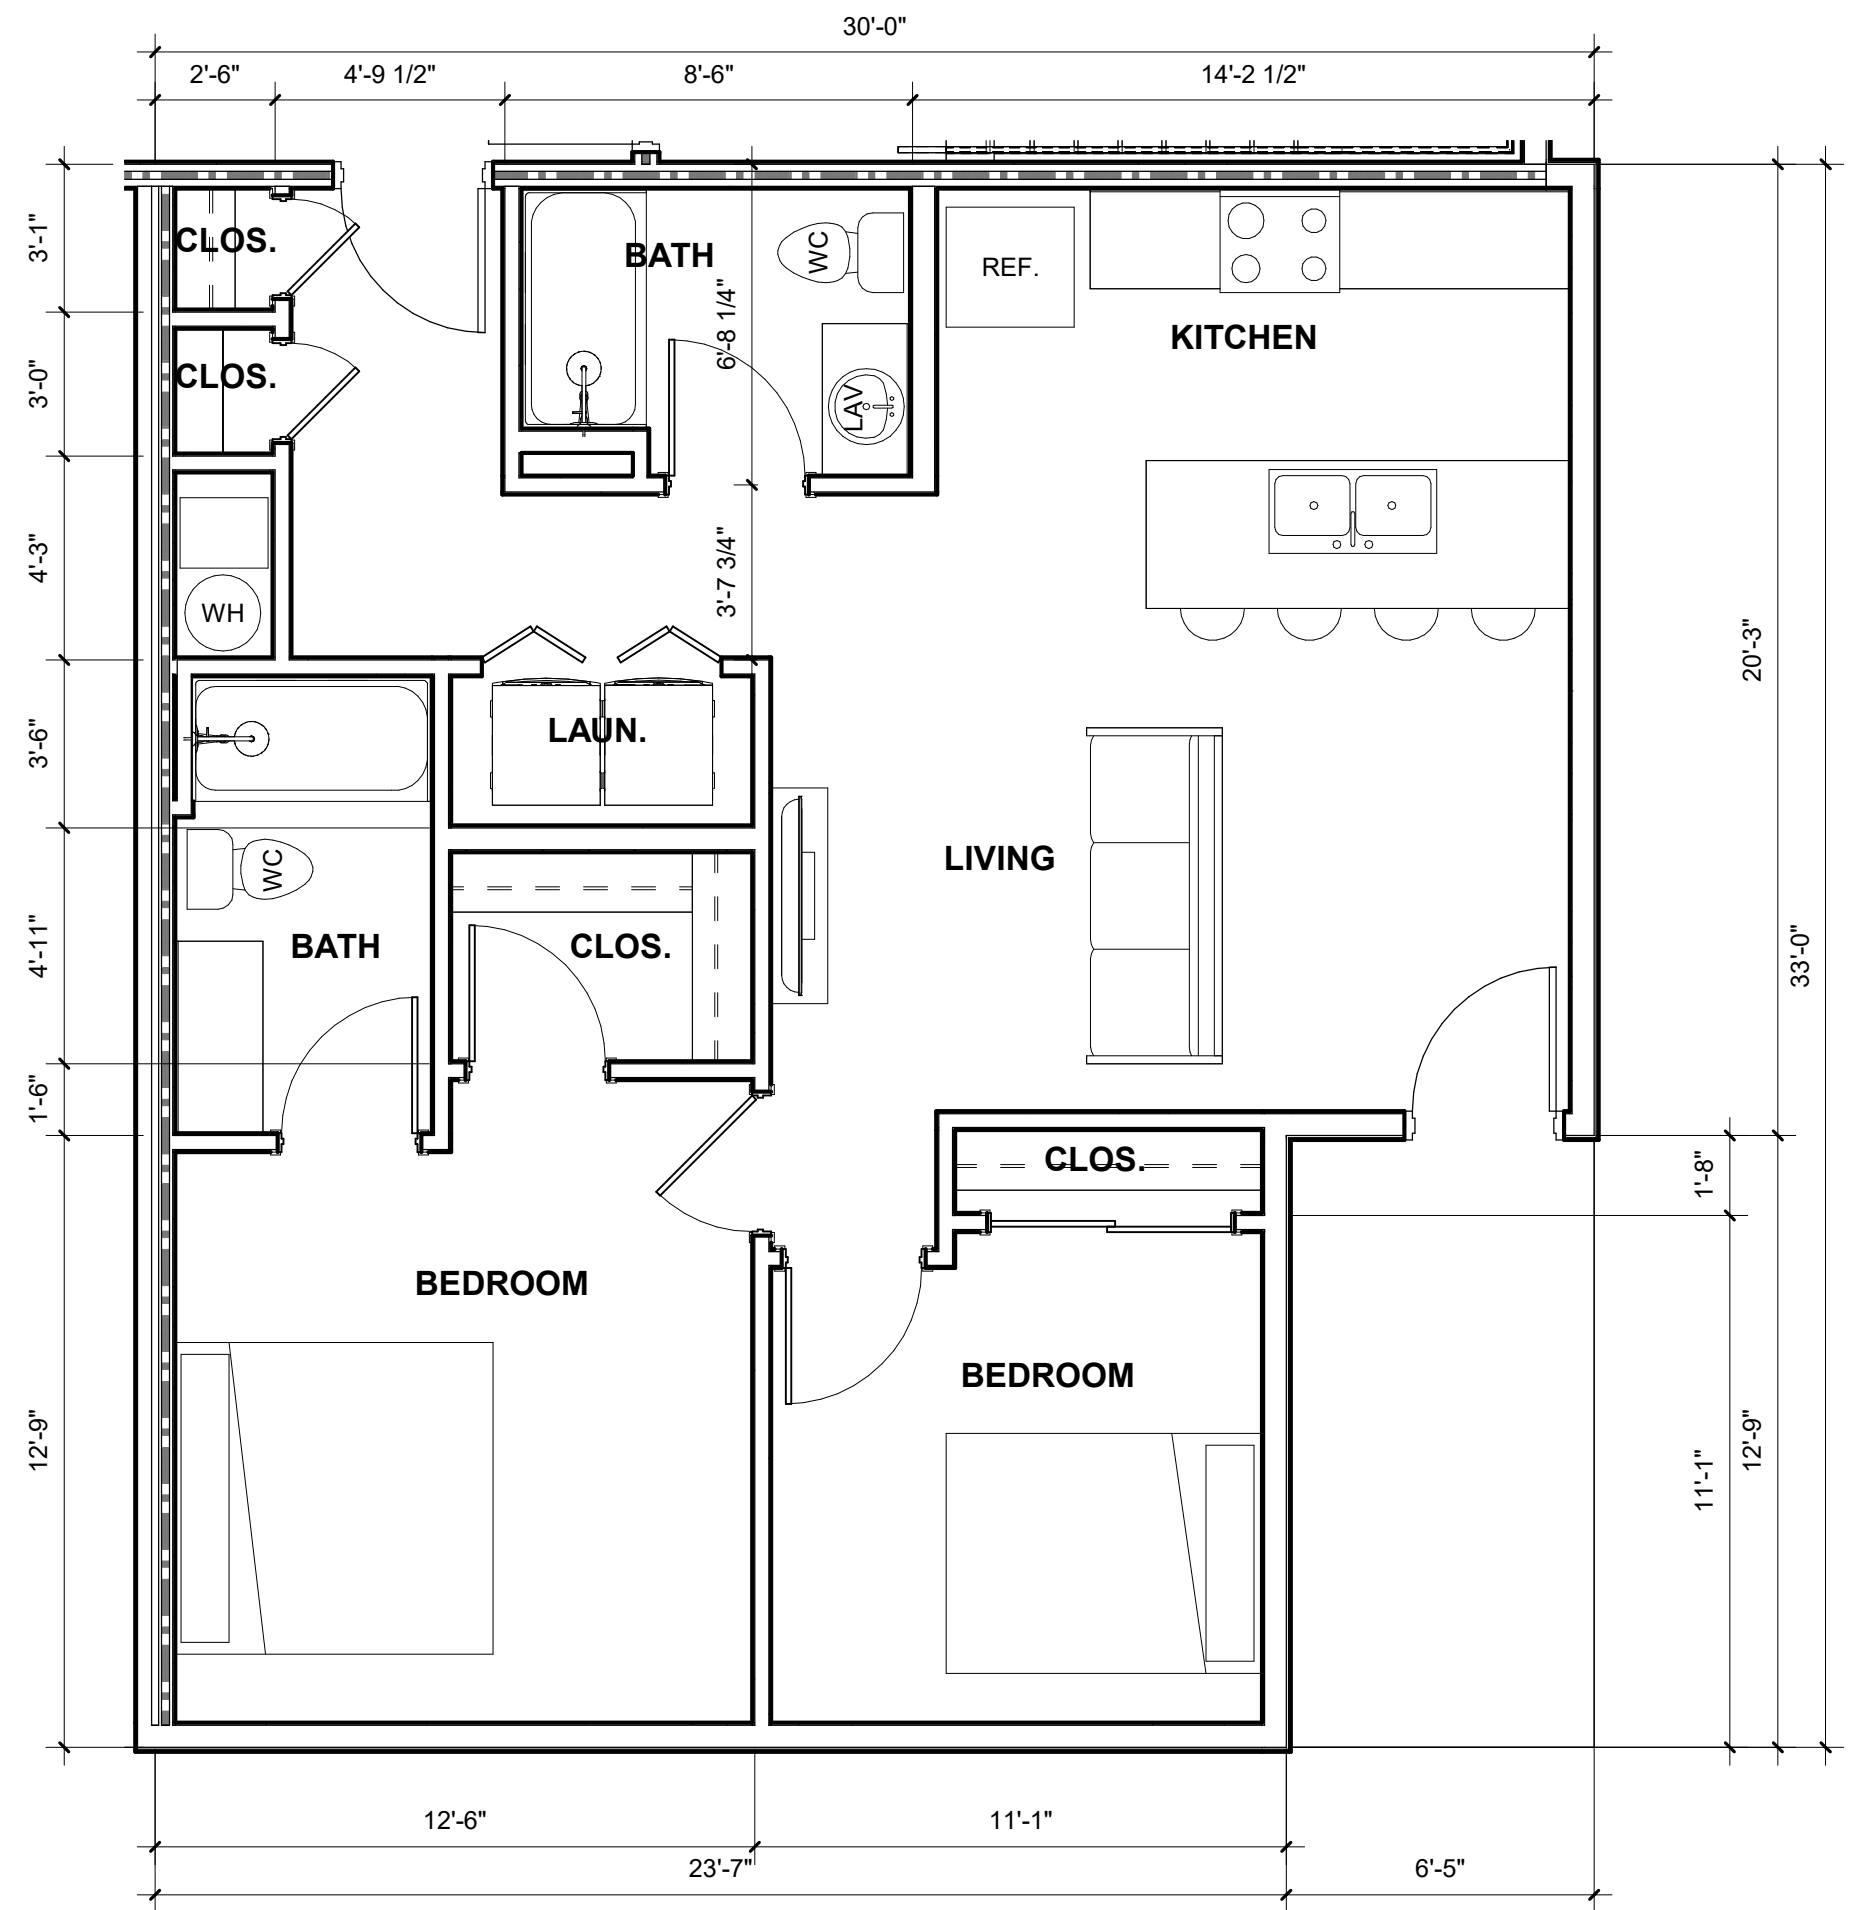 30'-0"
2'-6"
4'-9 1/2"
8'-6"
14'-2 1/2"
3'-1"
CLOS.
BATH
WC
REF.
6'-8 1/4"
KITCHEN
3'-0"
CLOS.
LAV
4'-3"
3'-7 3/4"
WH
20'-3"
3'-6"
LAUN.
LIVING
WC
4'-11"
BATH
CLOS.
33'-0"
1'-6"
CLOS.
1'-8"
BEDROOM
BEDROOM
12'-9"
11'-1"
12'-9"
12'-6"
11'-1"
23'-7"
6'-5"